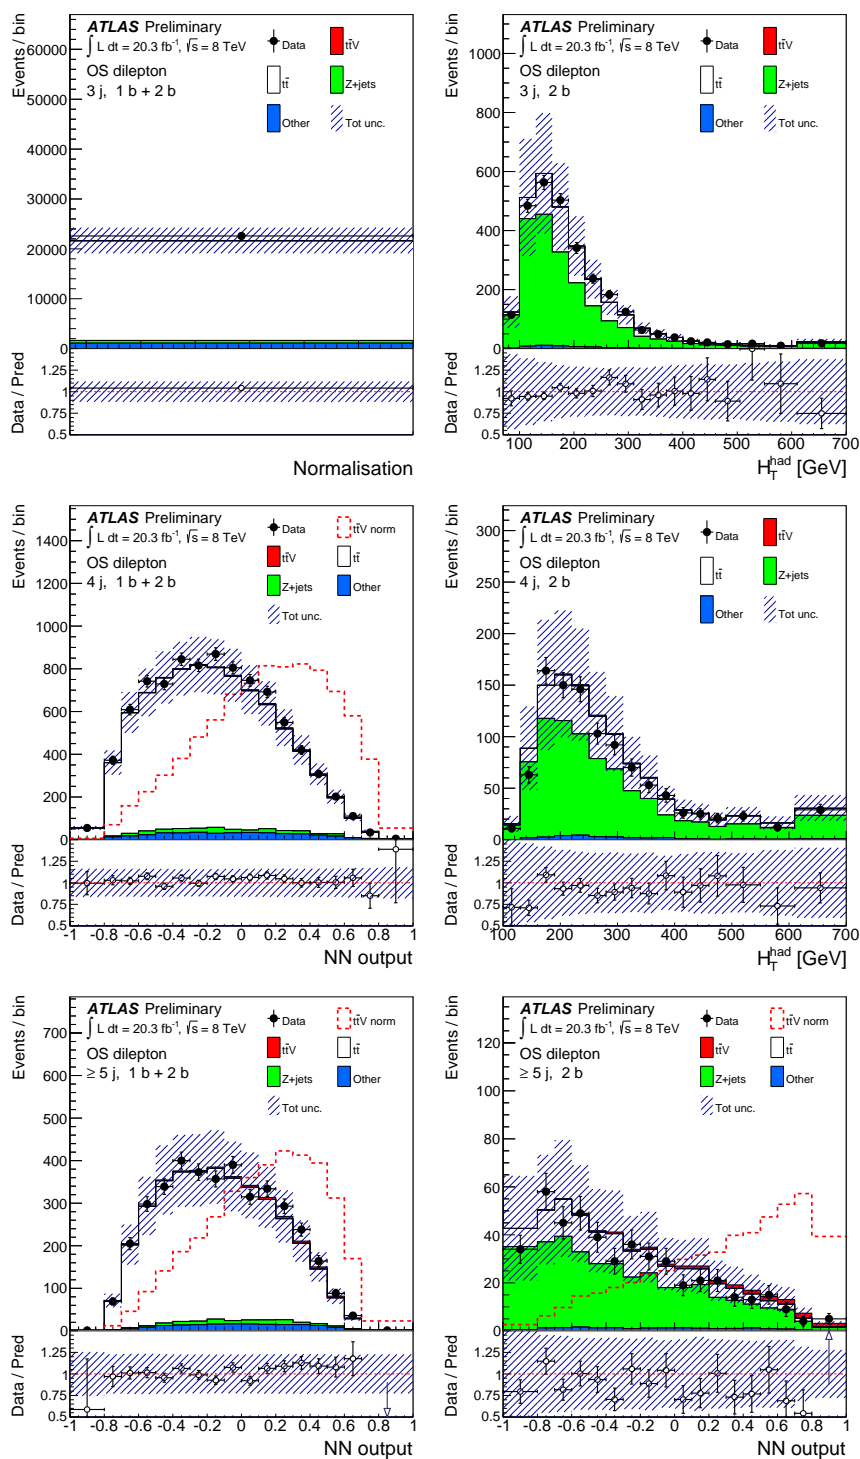 ATLAS Preliminary
∫ L dt = 20.3 fb⁻¹, √s = 8 TeV
OS dilepton
3 j, 1 b + 2 b
Data
tt̄V
tt̄
Z+jets
Other
Tot unc.
Events / bin
60000
50000
40000
30000
20000
10000
0
Data / Pred
1.25
1
0.75
0.5
Normalisation
ATLAS Preliminary
∫ L dt = 20.3 fb⁻¹, √s = 8 TeV
OS dilepton
3 j, 2 b
Data
tt̄V
tt̄
Z+jets
Other
Tot unc.
Events / bin
1000
800
600
400
200
0
Data / Pred
1.25
1
0.75
0.5
100 200 300 400 500 600 700
H_T^had [GeV]
ATLAS Preliminary
∫ L dt = 20.3 fb⁻¹, √s = 8 TeV
OS dilepton
4 j, 1 b + 2 b
Data
tt̄V norm
tt̄V
tt̄
Z+jets
Other
Tot unc.
Events / bin
1400
1200
1000
800
600
400
200
0
Data / Pred
1.25
1
0.75
0.5
-1 -0.8 -0.6 -0.4 -0.2 0 0.2 0.4 0.6 0.8 1
NN output
ATLAS Preliminary
∫ L dt = 20.3 fb⁻¹, √s = 8 TeV
OS dilepton
4 j, 2 b
Data
tt̄V
tt̄
Z+jets
Other
Tot unc.
Events / bin
300
250
200
150
100
50
0
Data / Pred
1.25
1
0.75
0.5
100 200 300 400 500 600 700
H_T^had [GeV]
ATLAS Preliminary
∫ L dt = 20.3 fb⁻¹, √s = 8 TeV
OS dilepton
≥ 5 j, 1 b + 2 b
Data
tt̄V norm
tt̄V
tt̄
Z+jets
Other
Tot unc.
Events / bin
700
600
500
400
300
200
100
0
Data / Pred
1.25
1
0.75
0.5
-1 -0.8 -0.6 -0.4 -0.2 0 0.2 0.4 0.6 0.8 1
NN output
ATLAS Preliminary
∫ L dt = 20.3 fb⁻¹, √s = 8 TeV
OS dilepton
≥ 5 j, 2 b
Data
tt̄V norm
tt̄V
tt̄
Z+jets
Other
Tot unc.
Events / bin
120
100
80
60
40
20
0
Data / Pred
1.25
1
0.75
0.5
-1 -0.8 -0.6 -0.4 -0.2 0 0.2 0.4 0.6 0.8 1
NN output